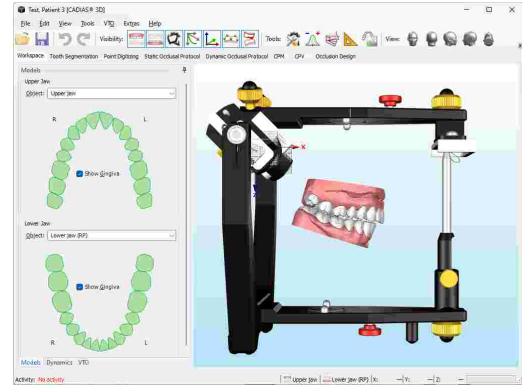 Test, Patient 3 [CADIAS® 3D]
File Edit View Tools VTO Extras Help
Visibility: Tools: View:
Workspace Tooth Segmentation Point Digitizing Static Occlusal Protocol Dynamic Occlusal Protocol CPM CPV Occlusion Design
Models
Upper Jaw
Object: Upper Jaw
R L
Show Gingiva
Lower Jaw
Object: Lower Jaw (RP)
Show Gingiva
R L
X
Models Dynamics VTO
Activity: No activity Upper Jaw Lower Jaw (RP) X: --- Y: --- Z: ---